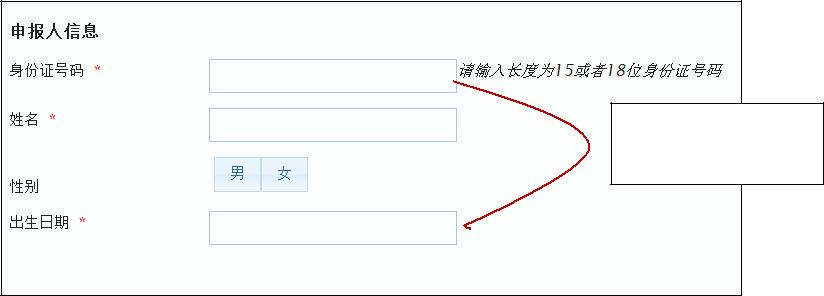 申报人信息
身份证号码 * 请输入长度为15或者18位身份证号码
姓名 *
性别 男 女
出生日期 *